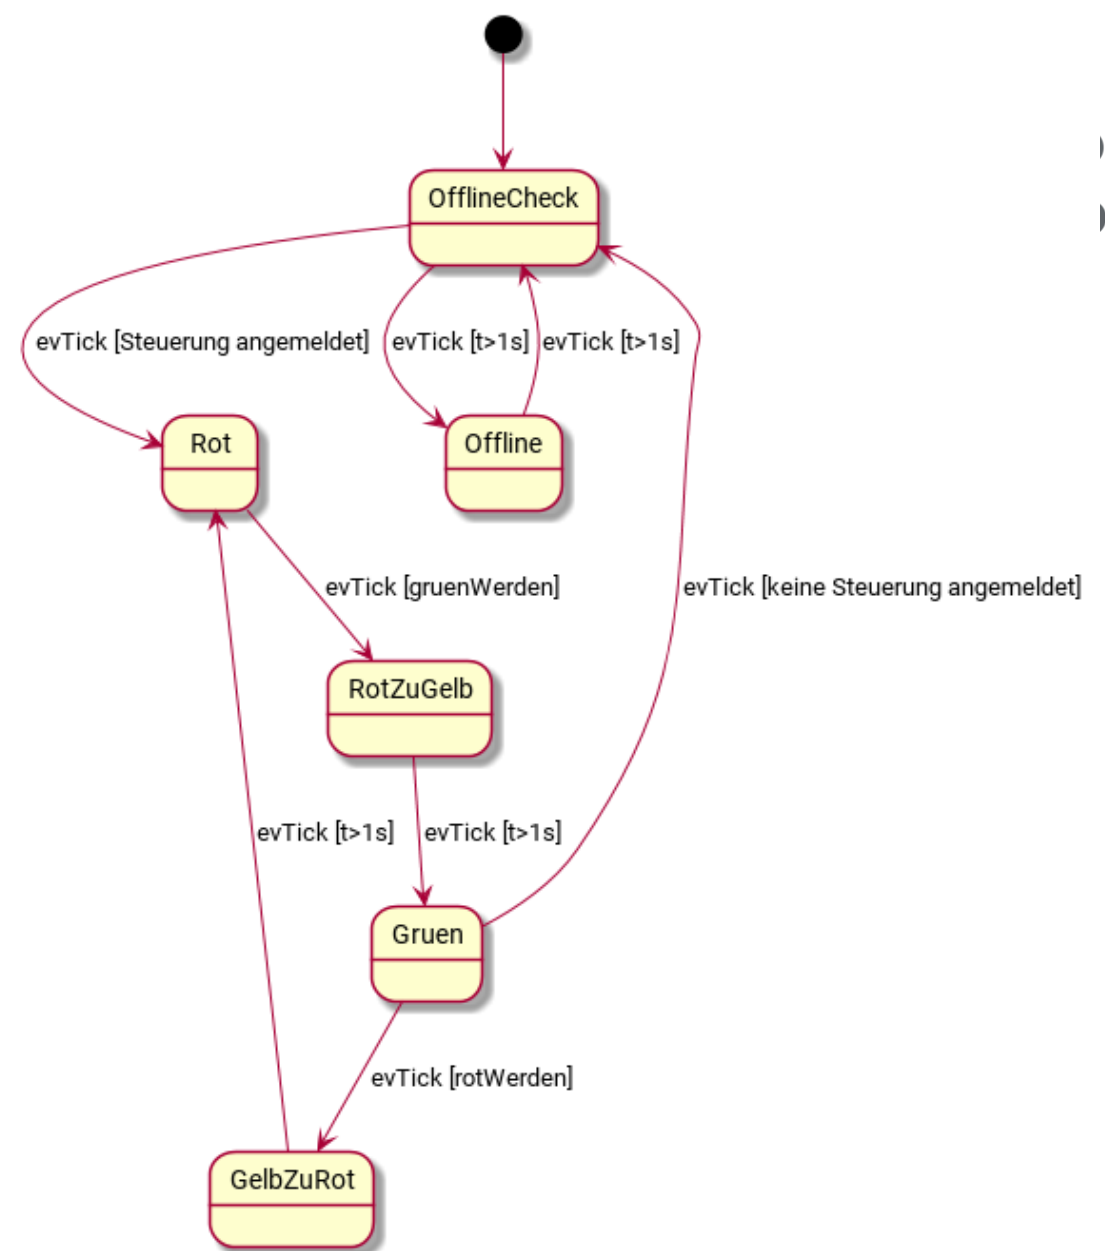 OfflineCheck
evTick [Steuerung angemeldet]
evTick [t>1s]
evTick [t>1s]
Rot
Offline
evTick [gruenWerden]
evTick [keine Steuerung angemeldet]
RotZuGelb
evTick [t>1s]
evTick [t>1s]
Gruen
evTick [rotWerden]
GelbZuRot